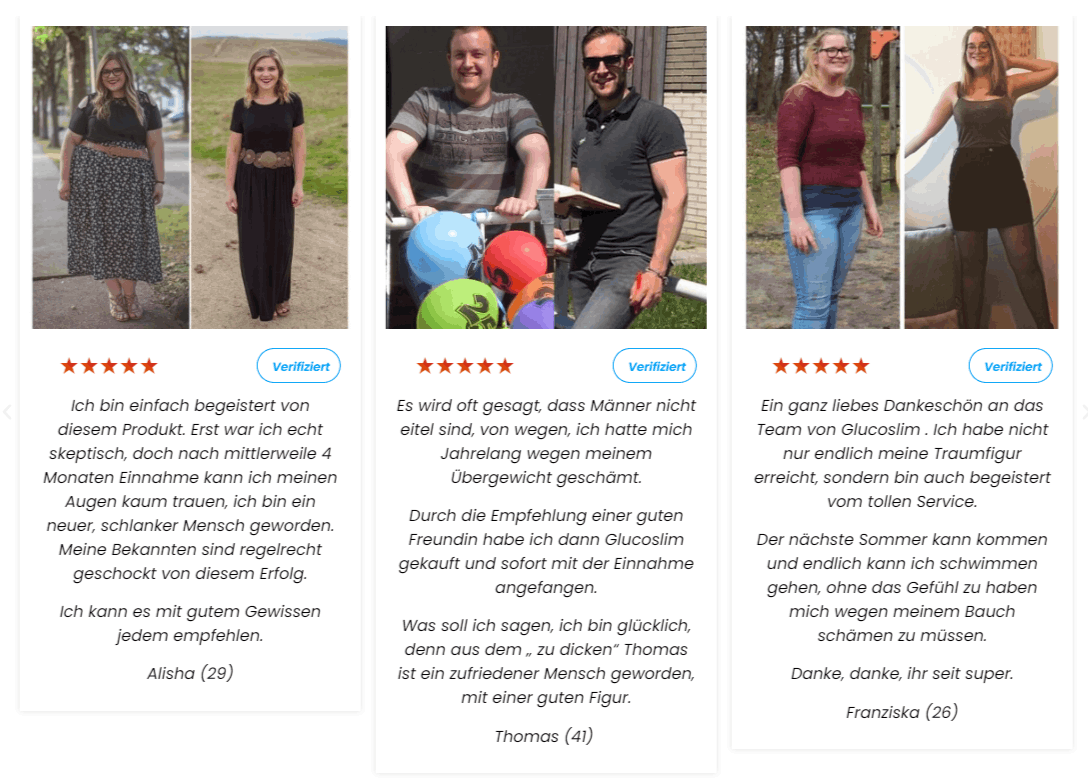 Verifiziert
Ich bin einfach begeistert von
diesem Produkt. Erst war ich echt
skeptisch, doch nach mittlerweile 4
Monaten Einnahme kann ich meinen
Augen kaum trauen, ich bin ein
neuer, schlanker Mensch geworden.
Meine Bekannten sind regelrecht
geschockt von diesem Erfolg.
Ich kann es mit gutem Gewissen
jedem empfehlen.
Alisha (29)
Verifiziert
Es wird oft gesagt, dass Männer nicht
eitel sind, von wegen, ich hatte mich
Jahrelang wegen meinem
Übergewicht geschämt.
Durch die Empfehlung einer guten
Freundin habe ich dann Glucoslim
gekauft und sofort mit der Einnahme
angefangen.
Was soll ich sagen, ich bin glücklich,
denn aus dem „ zu dicken“ Thomas
ist ein zufriedener Mensch geworden,
mit einer guten Figur.
Thomas (41)
Verifiziert
Ein ganz liebes Dankeschön an das
Team von Glucoslim . Ich habe nicht
nur endlich meine Traumfigur
erreicht, sondern bin auch begeistert
vom tollen Service.
Der nächste Sommer kann kommen
und endlich kann ich schwimmen
gehen, ohne das Gefühl zu haben
mich wegen meinem Bauch
schämen zu müssen.
Danke, danke, ihr seit super.
Franziska (26)